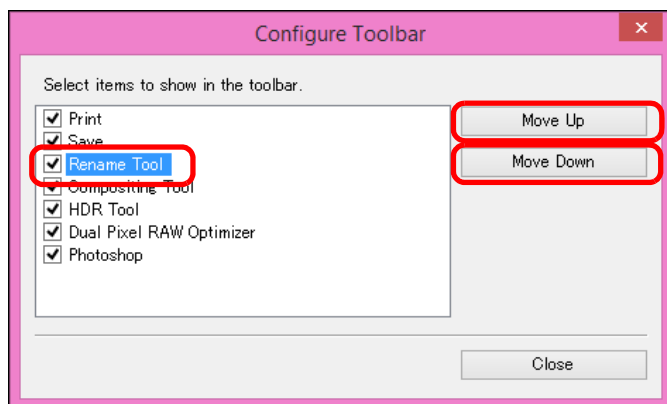 Configure Toolbar
Select items to show in the toolbar.
Print
Save
Rename Tool
Compositing Tool
HDR Tool
Dual Pixel RAW Optimizer
Photoshop
Move Up
Move Down
Close